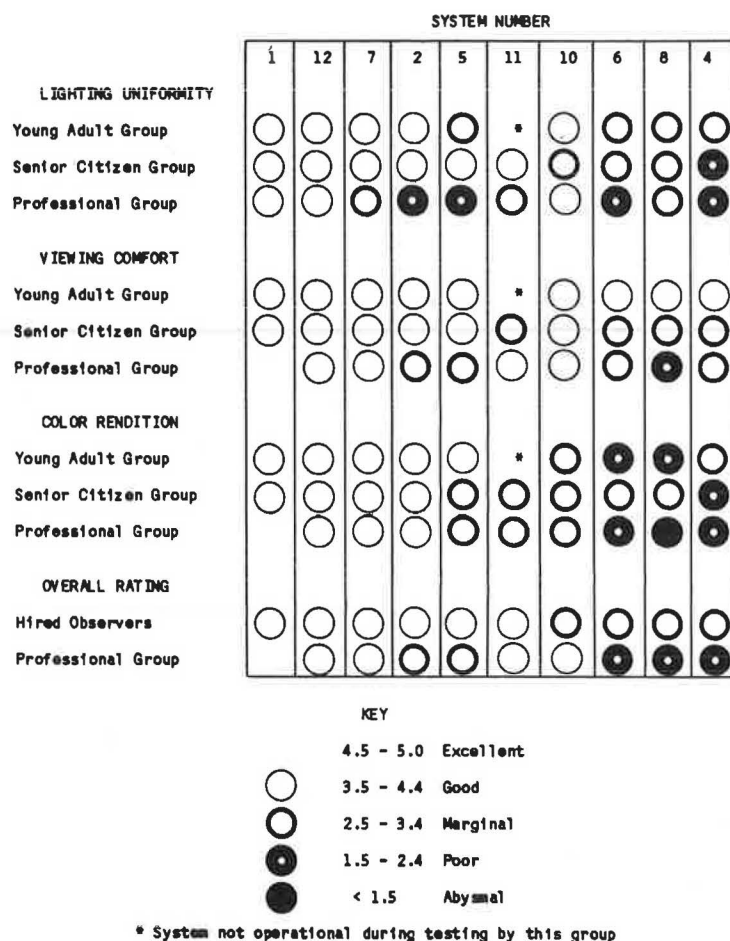 SYSTEM NUMBER
1 12 7 2 5 11 10 6 8 4
LIGHTING UNIFORMITY
Young Adult Group *
Senior Citizen Group
Professional Group
VIEWING COMFORT
Young Adult Group *
Senior Citizen Group
Professional Group
COLOR RENDITION
Young Adult Group *
Senior Citizen Group
Professional Group
OVERALL RATING
Hired Observers
Professional Group
KEY
4.5 - 5.0 Excellent
3.5 - 4.4 Good
2.5 - 3.4 Marginal
1.5 - 2.4 Poor
< 1.5 Abysmal
* System not operational during testing by this group